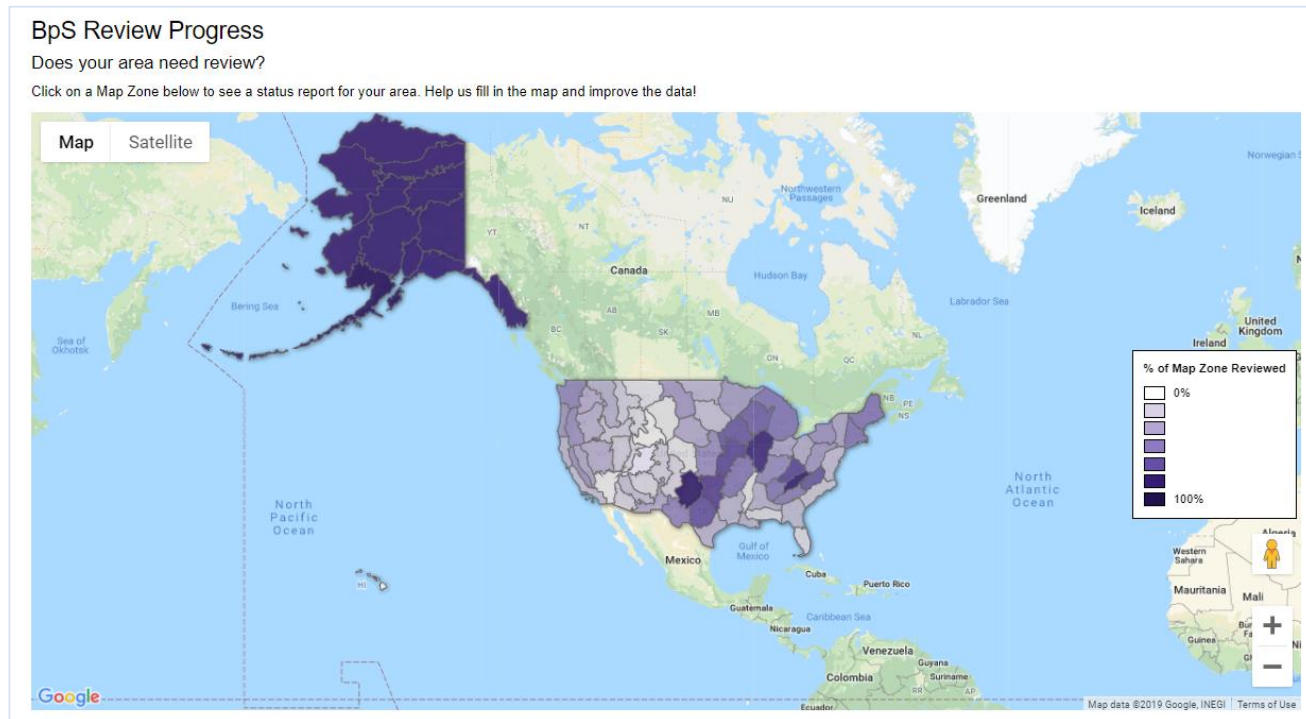 BpS Review Progress
Does your area need review?
Click on a Map Zone below to see a status report for your area. Help us fill in the map and improve the data!
Map
Satellite
Norwegian S
Northwestern
Passages
NU
Greenland
Iceland
YT
NT
Canada
Hudson Bay
Bering Sea
Labrador Sea
AB
MB
BC
SK
NL
United
Kingdom
Sea of
Okhotsk
Ireland
ON
QC
% of Map Zone Reviewed
0%
100%
NB
PE
NS
North
Atlantic
Ocean
North
Pacific
Ocean
Gulf of
Mexico
Mexico
Algeria
Western
Sahara
HI
Cuba
Puerto Rico
Mauritania
Mali
Guatemala
Caribbean Sea
Nicaragua
Guinea
Venezuela
Guyana
Suriname
Colombia
RR
AP
Ecuador
Google
Map data ©2019 Google, INEGI
Terms of Use